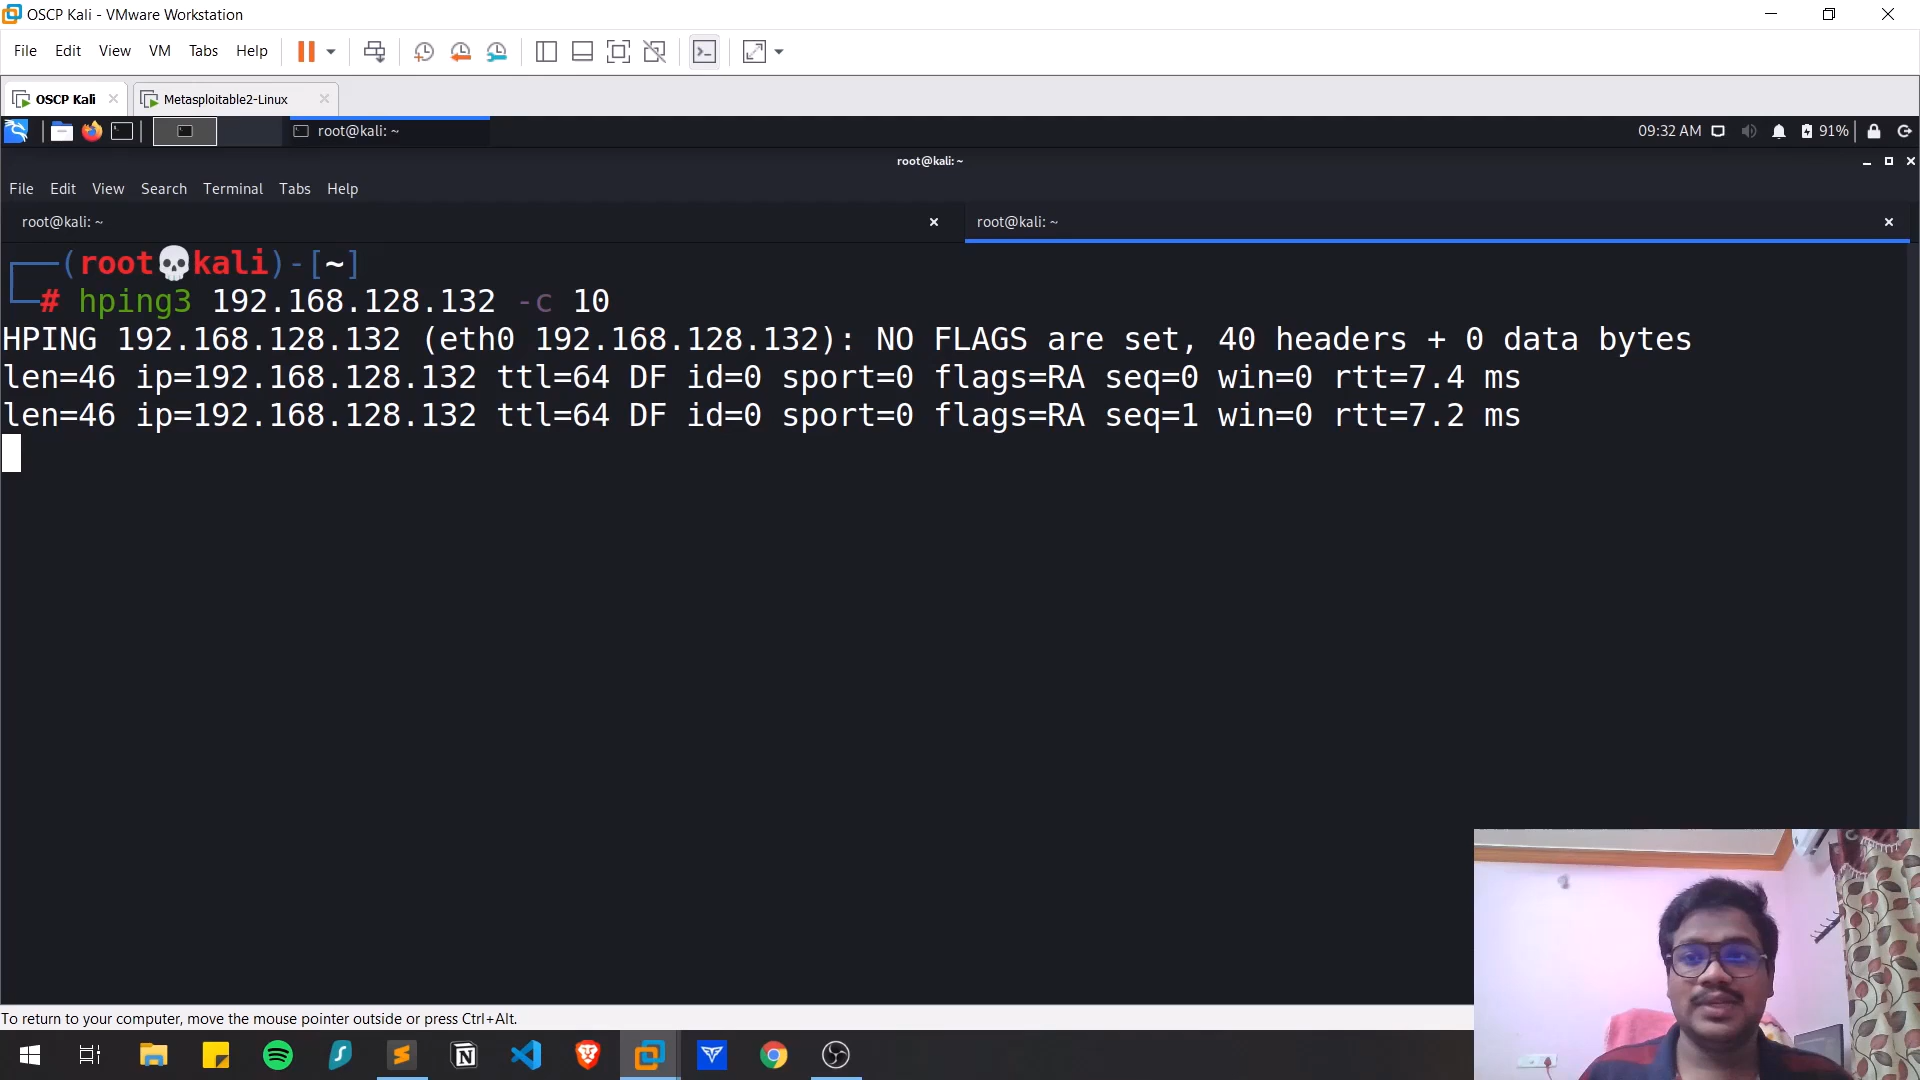 OSCP Kali - VMware Workstation
File Edit View VM Tabs Help
OSCP Kali
Metasploitable2-Linux
root@kali: ~
09:32 AM
91%
root@kali: ~
File Edit View Search Terminal Tabs Help
root@kali: ~
root@kali: ~
(root💀kali)-[~]
# hping3 192.168.128.132 -c 10
HPING 192.168.128.132 (eth0 192.168.128.132): NO FLAGS are set, 40 headers + 0 data bytes
len=46 ip=192.168.128.132 ttl=64 DF id=0 sport=0 flags=RA seq=0 win=0 rtt=7.4 ms
len=46 ip=192.168.128.132 ttl=64 DF id=0 sport=0 flags=RA seq=1 win=0 rtt=7.2 ms
To return to your computer, move the mouse pointer outside or press Ctrl+Alt.